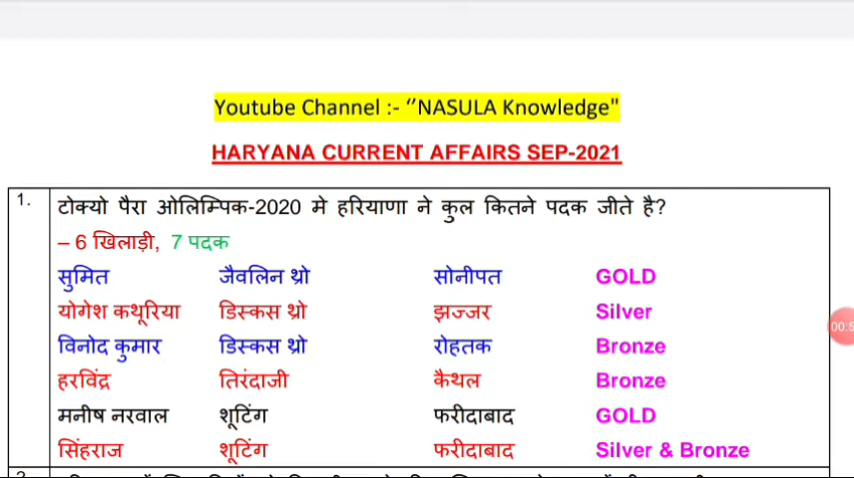 Youtube Channel :- ‘’NASULA Knowledge"
HARYANA CURRENT AFFAIRS SEP-2021
1. टोक्यो पैरा ओलिम्पिक-2020 मे हरियाणा ने कुल कितने पदक जीते है?
– 6 खिलाड़ी, 7 पदक
सुमित जैवलिन थ्रो सोनीपत GOLD
योगेश कथूरिया डिस्कस थ्रो झज्जर Silver
विनोद कुमार डिस्कस थ्रो रोहतक Bronze
हरविंद्र तिरंदाजी कैथल Bronze
मनीष नरवाल शूटिंग फरीदाबाद GOLD
सिंहराज शूटिंग फरीदाबाद Silver & Bronze